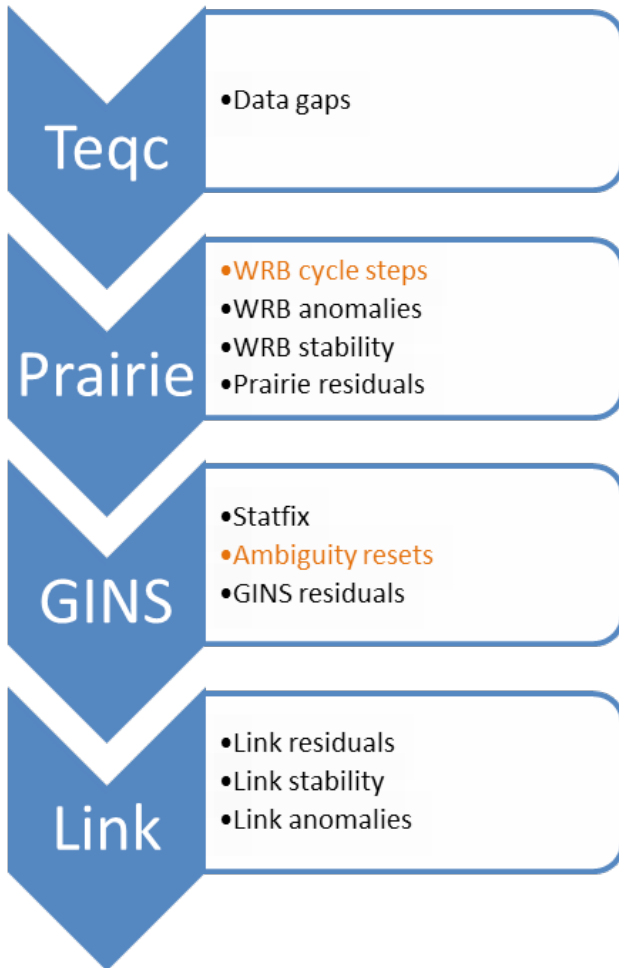 Teqc
•Data gaps
Prairie
•WRB cycle steps
•WRB anomalies
•WRB stability
•Prairie residuals
GINS
•Statfix
•Ambiguity resets
•GINS residuals
Link
•Link residuals
•Link stability
•Link anomalies